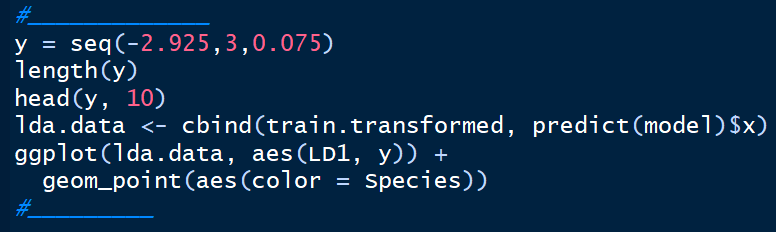 #_____________
y = seq(-2.925,3,0.075)
length(y)
head(y, 10)
lda.data <- cbind(train.transformed, predict(model)$x)
ggplot(lda.data, aes(LD1, y)) +
  geom_point(aes(color = Species))
#_________